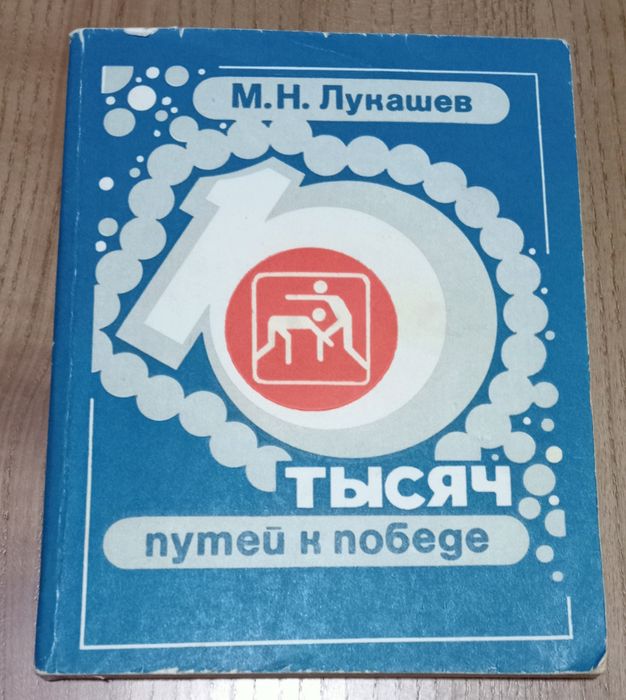 М.Н. Лукашев
10
тысяч
путей к победе